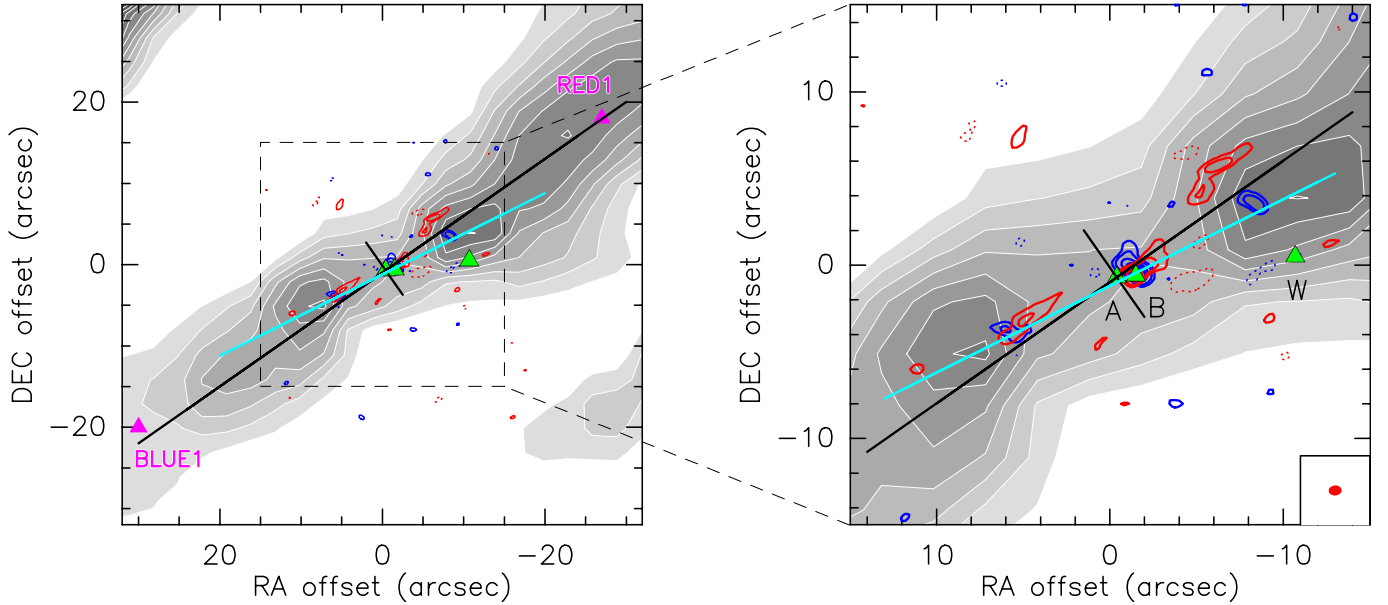 RED1
BLUE1
20
0
−20
20
0
−20
DEC offset (arcsec)
RA offset (arcsec)
A
B
W
10
0
−10
10
0
−10
DEC offset (arcsec)
RA offset (arcsec)